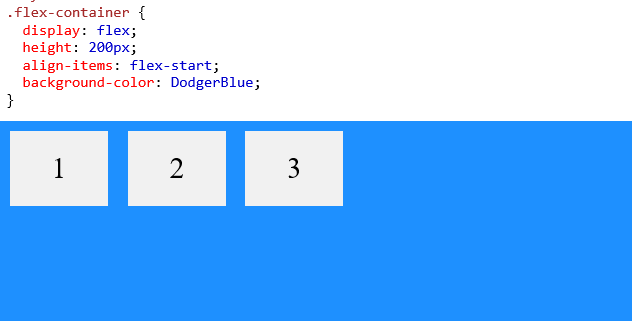 .flex-container {
  display: flex;
  height: 200px;
  align-items: flex-start;
  background-color: DodgerBlue;
}
1 2 3